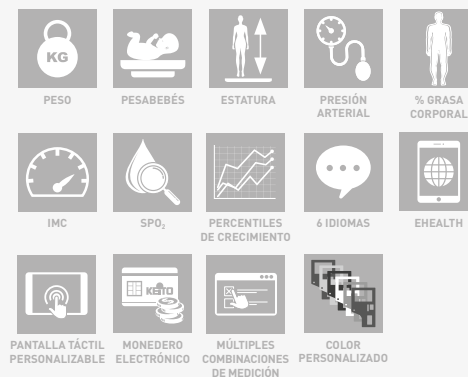 KG
PESO
PESABEBÉS
ESTATURA
PRESIÓN
ARTERIAL
% GRASA
CORPORAL
IMC
SPO₂
PERCENTILES
DE CRECIMIENTO
6 IDIOMAS
EHEALTH
KEITO
PANTALLA TÁCTIL
PERSONALIZABLE
MONEDERO
ELECTRÓNICO
MÚLTIPLES
COMBINACIONES
DE MEDICIÓN
COLOR
PERSONALIZADO